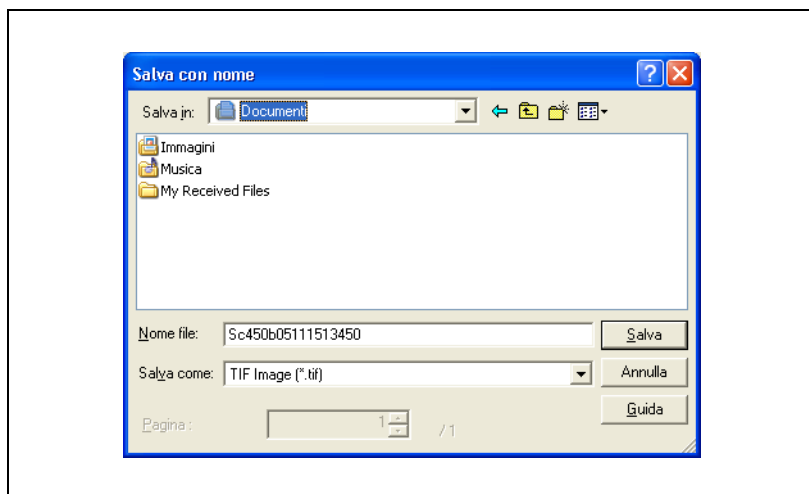 Salva con nome
Salva in: Documenti
Immagini
Musica
My Received Files
Nome file: Sc450b05111513450 Salva
Salva come: TIF Image (*.tif) Annulla
Guida
Pagina : 1 / 1